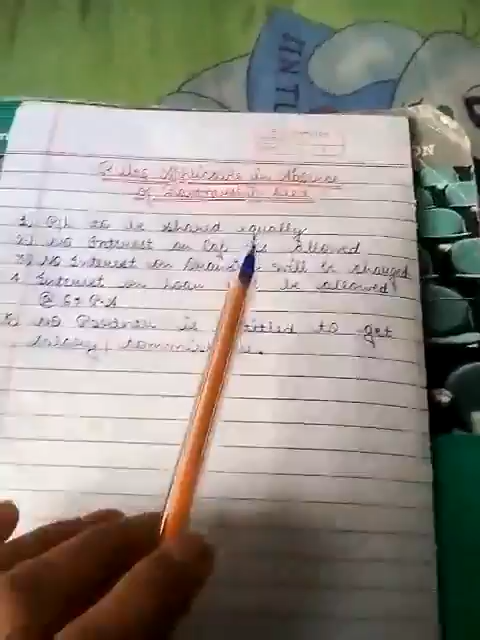 Rules Applicable in Absence
of Partnership Deed
1. P/L to be shared equally
2. NO Interest on Cap is allowed
3. NO Interest on Drawing will be charged
4. Interest on Loan be allowed
@ 6% P.A
5. NO Partner is entitled to get
salary, commission.